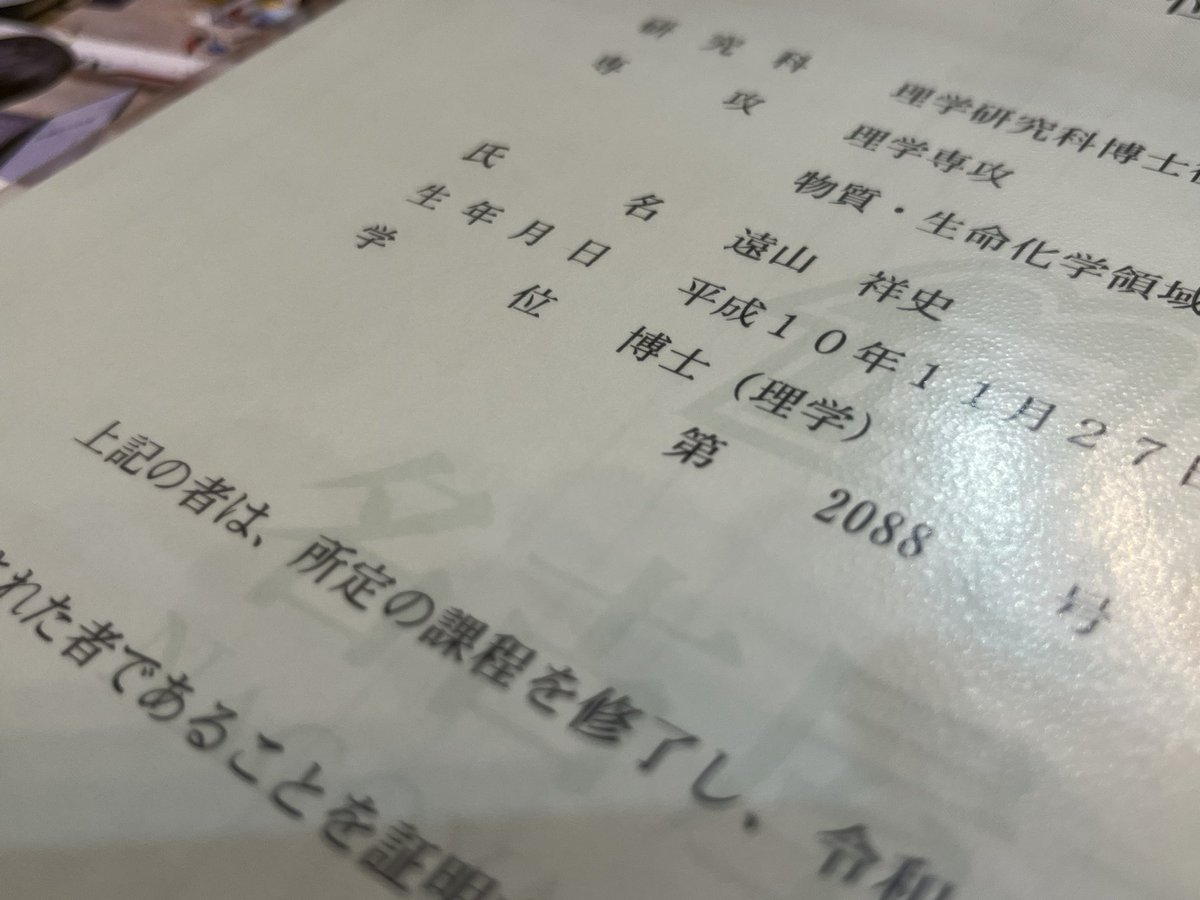 研究科 理学研究科博士
専攻 理学専攻
物質・生命化学領域
氏名 遠山 祥史
生年月日 平成１０年１１月２７日
学位 博士（理学）
第 2088 号
上記の者は、所定の課程を修了し、令和
れた者であることを証明